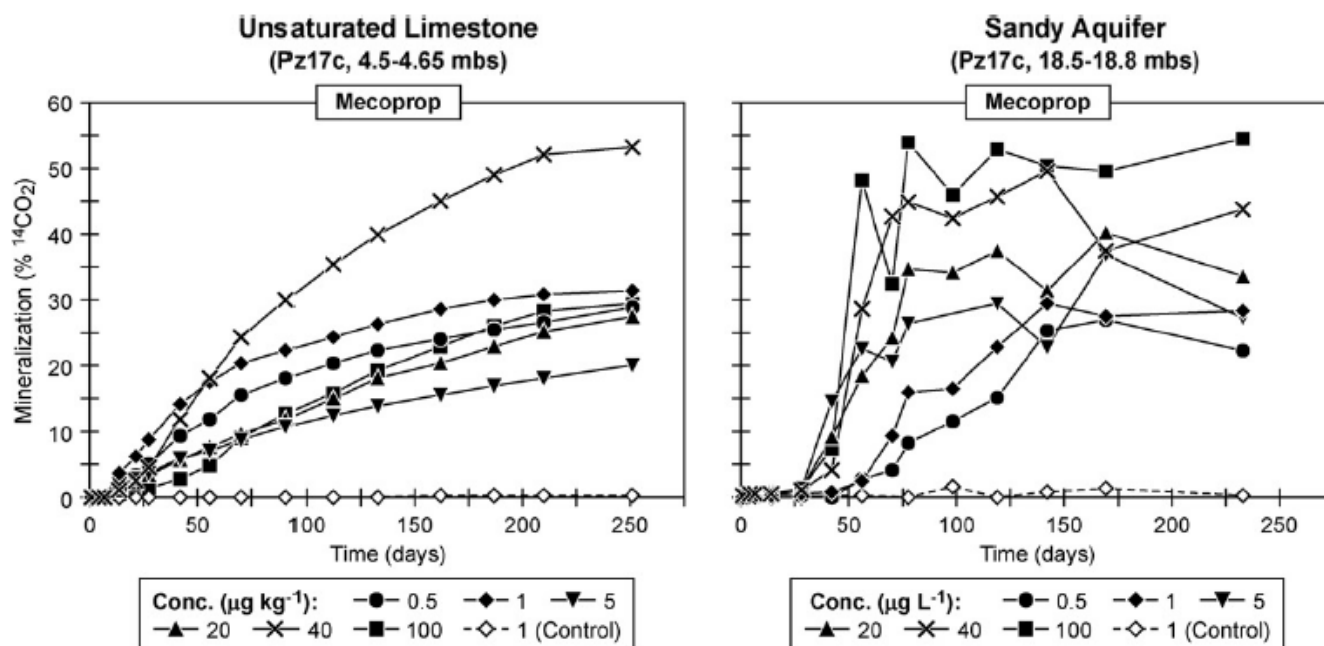 Unsaturated Limestone
(Pz17c, 4.5-4.65 mbs)
Mecoprop
Mineralization (% ¹⁴CO₂)
60
50
40
30
20
10
0
0 50 100 150 200 250
Time (days)
Conc. (µg kg⁻¹): 0.5 1 5
20 40 100 1 (Control)
Sandy Aquifer
(Pz17c, 18.5-18.8 mbs)
Mecoprop
0 50 100 150 200 250
Time (days)
Conc. (µg L⁻¹): 0.5 1 5
20 40 100 1 (Control)